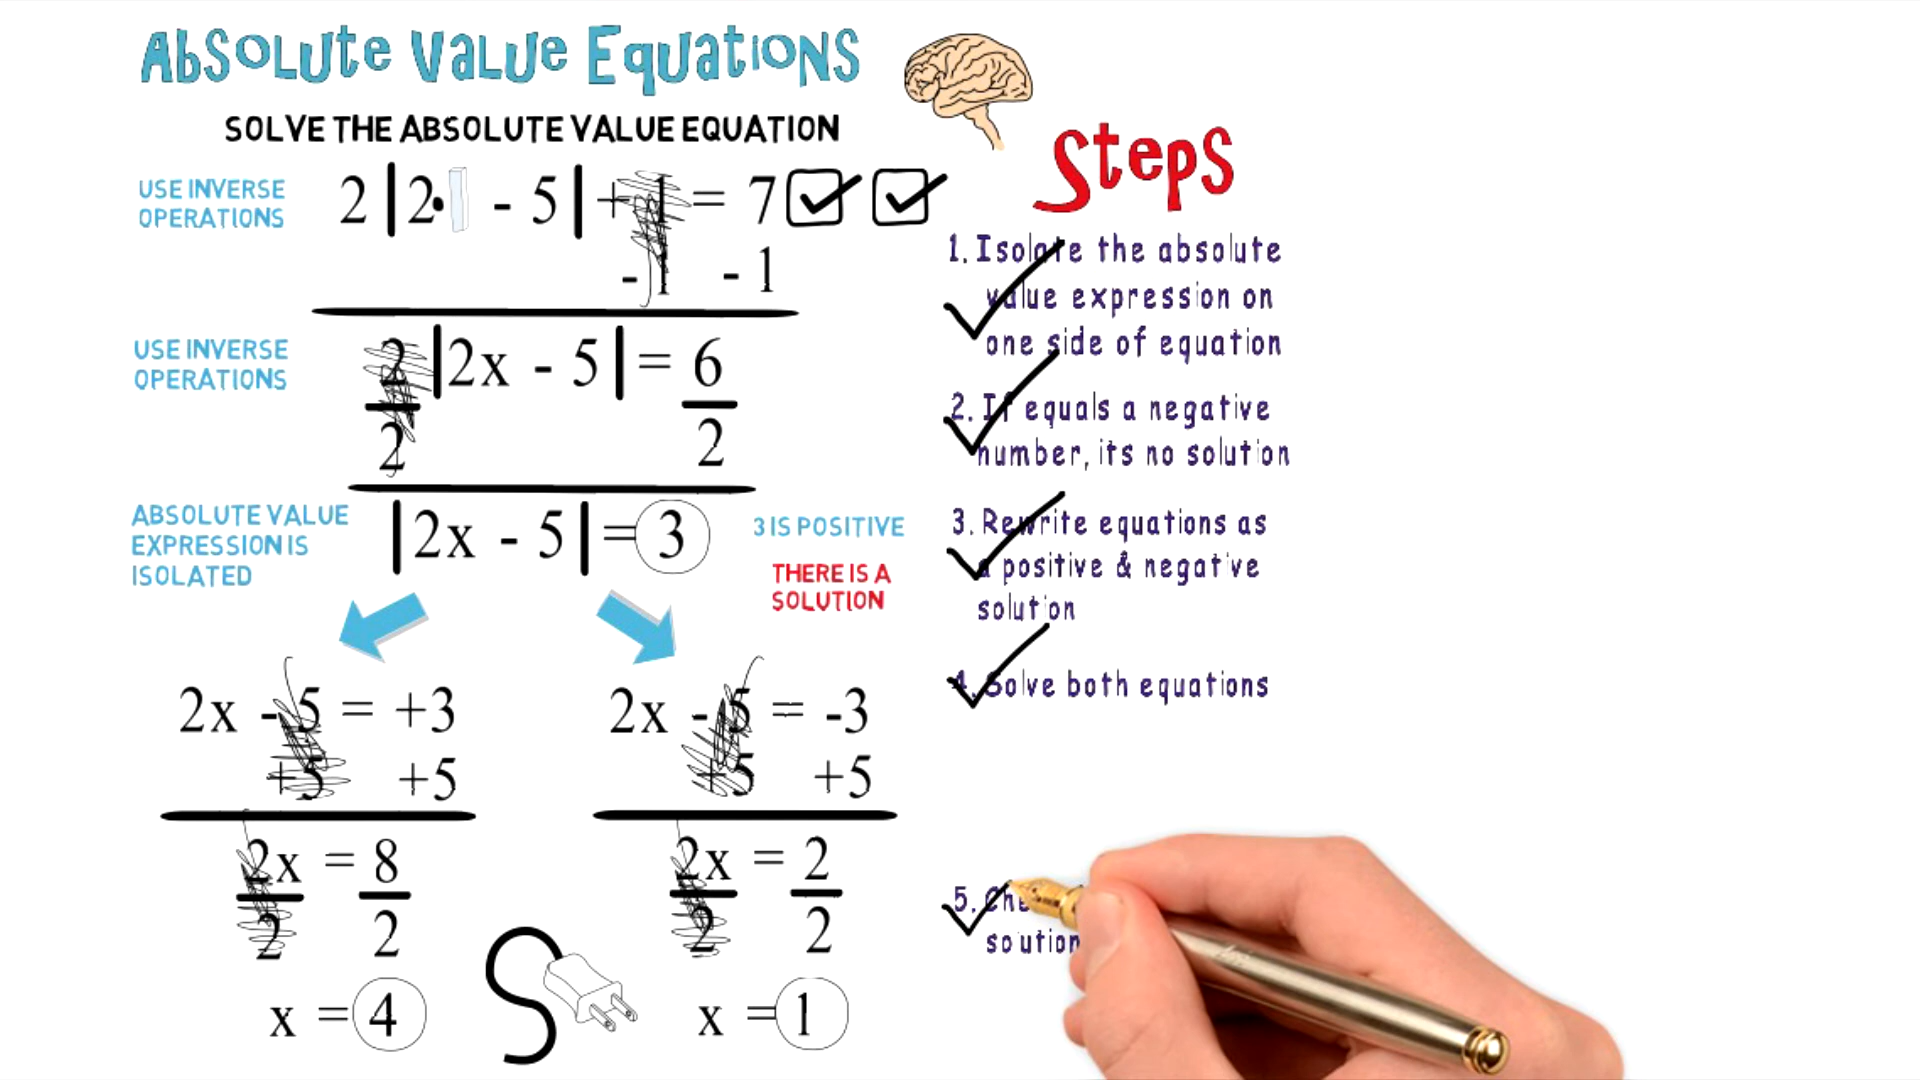 Absolute Value Equations
SOLVE THE ABSOLUTE VALUE EQUATION
USE INVERSE
OPERATIONS
2|2· - 5| + 1 = 7
- 1 - 1
USE INVERSE
OPERATIONS
2|2x - 5| = 6
2 2
ABSOLUTE VALUE
EXPRESSION IS
ISOLATED
|2x - 5| = 3
3 IS POSITIVE
THERE IS A
SOLUTION
2x - 5 = +3
+5 +5
2x = 8
2 2
x = 4
2x - 5 = -3
+5 +5
2x = 2
2 2
x = 1
Steps
1. Isolate the absolute
value expression on
one side of equation
2. If equals a negative
number, its no solution
3. Rewrite equations as
a positive & negative
solution
4. Solve both equations
5.
solution